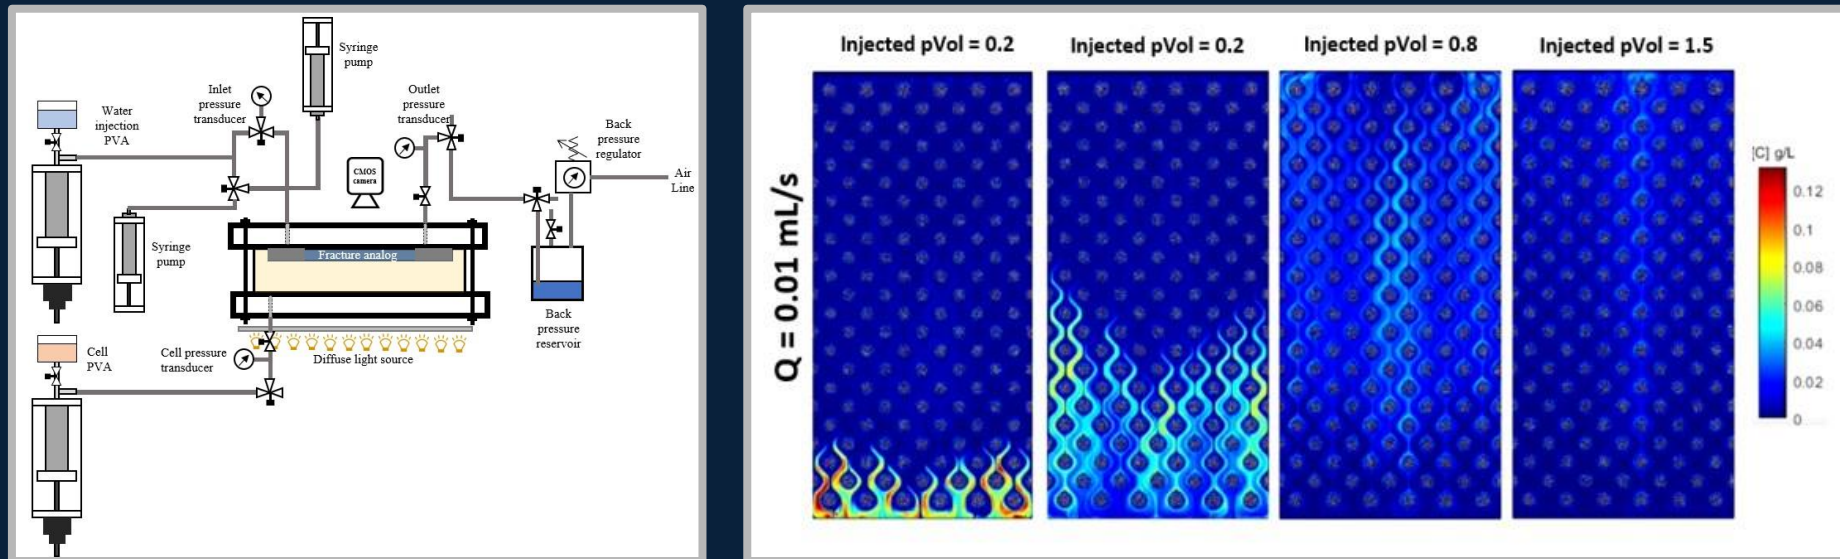 Syringe
pump
Inlet
pressure
transducer
Outlet
pressure
transducer
Water
injection
PVA
Back
pressure
regulator
Air
Line
CMOS
camera
Syringe
pump
Fracture analog
Back
pressure
reservoir
Cell
PVA
Cell pressure
transducer
Diffuse light source
Injected pVol = 0.2
Injected pVol = 0.2
Injected pVol = 0.8
Injected pVol = 1.5
Q = 0.01 mL/s
[C] g/L
0.12
0.1
0.08
0.06
0.04
0.02
0